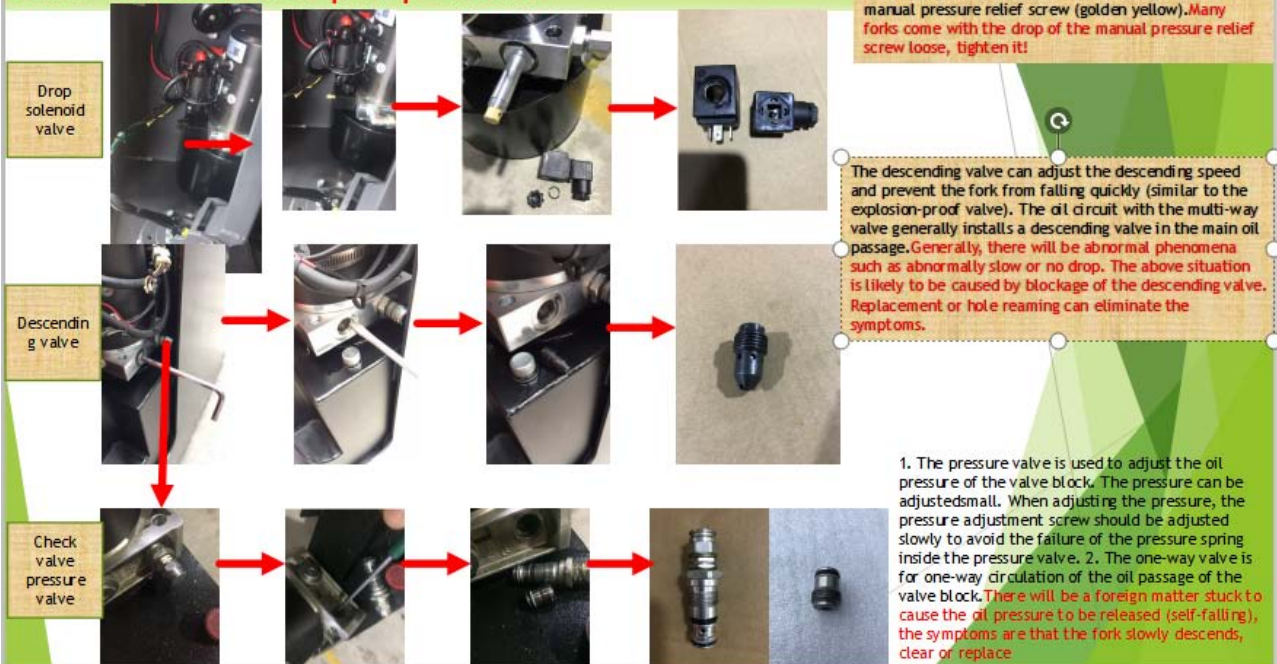 manual pressure relief screw (golden yellow).Many
forks come with the drop of the manual pressure relief
screw loose, tighten it!
Drop
solenoid
valve
The descending valve can adjust the descending speed
and prevent the fork from falling quickly (similar to the
explosion-proof valve). The oil circuit with the multi-way
valve generally installs a descending valve in the main oil
passage.Generally, there will be abnormal phenomena
such as abnormally slow or no drop. The above situation
is likely to be caused by blockage of the descending valve.
Replacement or hole reaming can eliminate the
symptoms.
Descendin
g valve
Check
valve
pressure
valve
1. The pressure valve is used to adjust the oil
pressure of the valve block. The pressure can be
adjustedsmall. When adjusting the pressure, the
pressure adjustment screw should be adjusted
slowly to avoid the failure of the pressure spring
inside the pressure valve. 2. The one-way valve is
for one-way circulation of the oil passage of the
valve block.There will be a foreign matter stuck to
cause the oil pressure to be released (self-falling),
the symptoms are that the fork slowly descends,
clear or replace